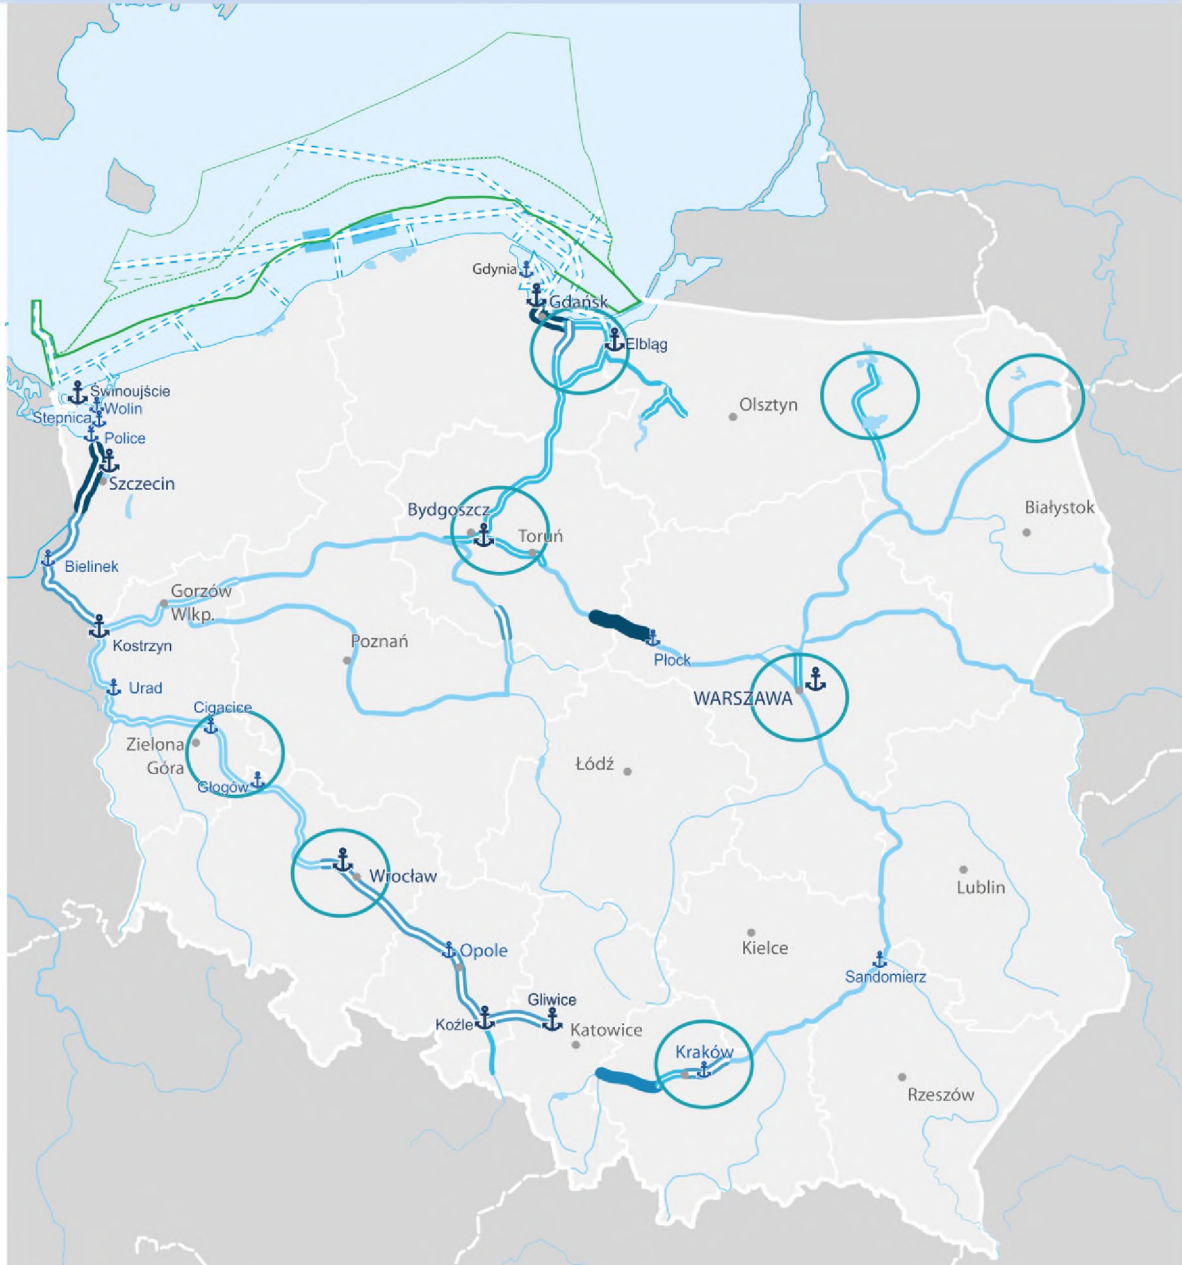 Gdynia
Gdańsk
Elbląg
Świnoujście
Wolin
Stepnica
Police
Szczecin
Olsztyn
Bydgoszcz
Toruń
Białystok
Bielinek
Gorzów
Wlkp.
Kostrzyn
Poznań
Płock
Urad
WARSZAWA
Cigacice
Zielona
Góra
Łódź
Głogów
Wrocław
Lublin
Opole
Kielce
Sandomierz
Gliwice
Koźle
Katowice
Kraków
Rzeszów